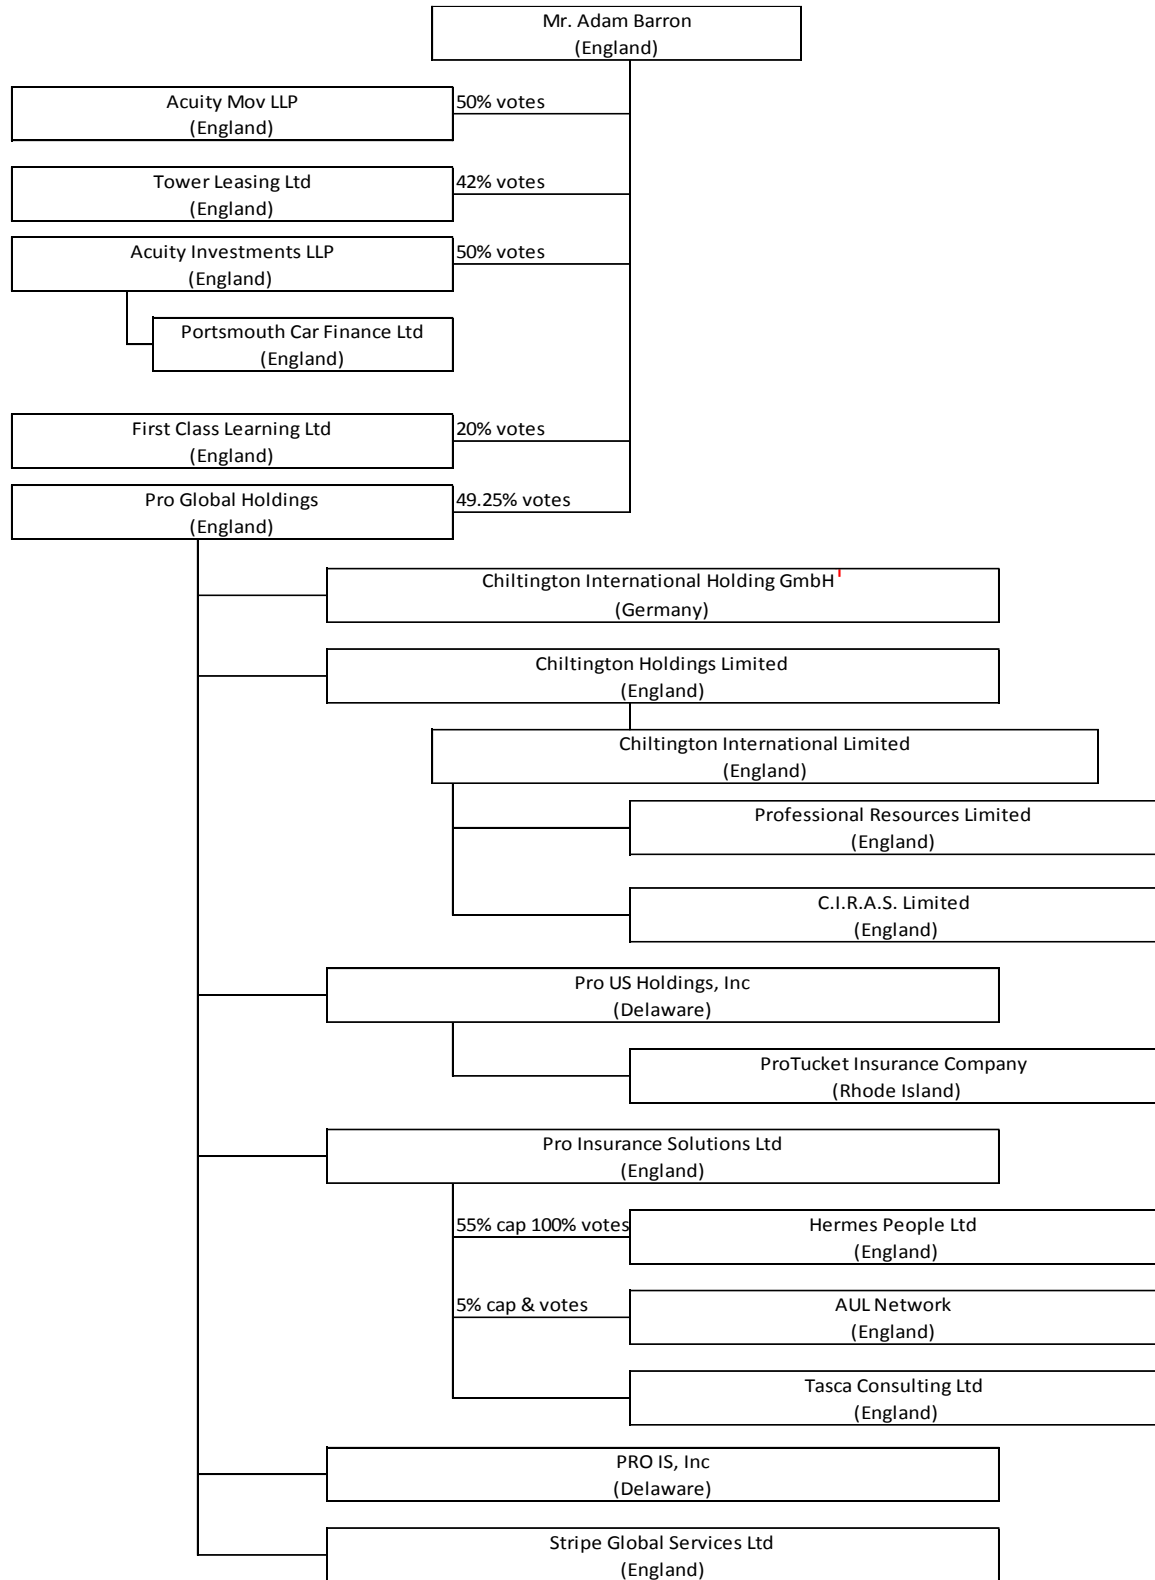 Mr. Adam Barron
(England)
Acuity Mov LLP
(England)
50% votes
Tower Leasing Ltd
(England)
42% votes
Acuity Investments LLP
(England)
50% votes
Portsmouth Car Finance Ltd
(England)
First Class Learning Ltd
(England)
20% votes
Pro Global Holdings
(England)
49.25% votes
Chiltington International Holding GmbH
(Germany)
Chiltington Holdings Limited
(England)
Chiltington International Limited
(England)
Professional Resources Limited
(England)
C.I.R.A.S. Limited
(England)
Pro US Holdings, Inc
(Delaware)
ProTucket Insurance Company
(Rhode Island)
Pro Insurance Solutions Ltd
(England)
55% cap 100% votes
Hermes People Ltd
(England)
5% cap & votes
AUL Network
(England)
Tasca Consulting Ltd
(England)
PRO IS, Inc
(Delaware)
Stripe Global Services Ltd
(England)